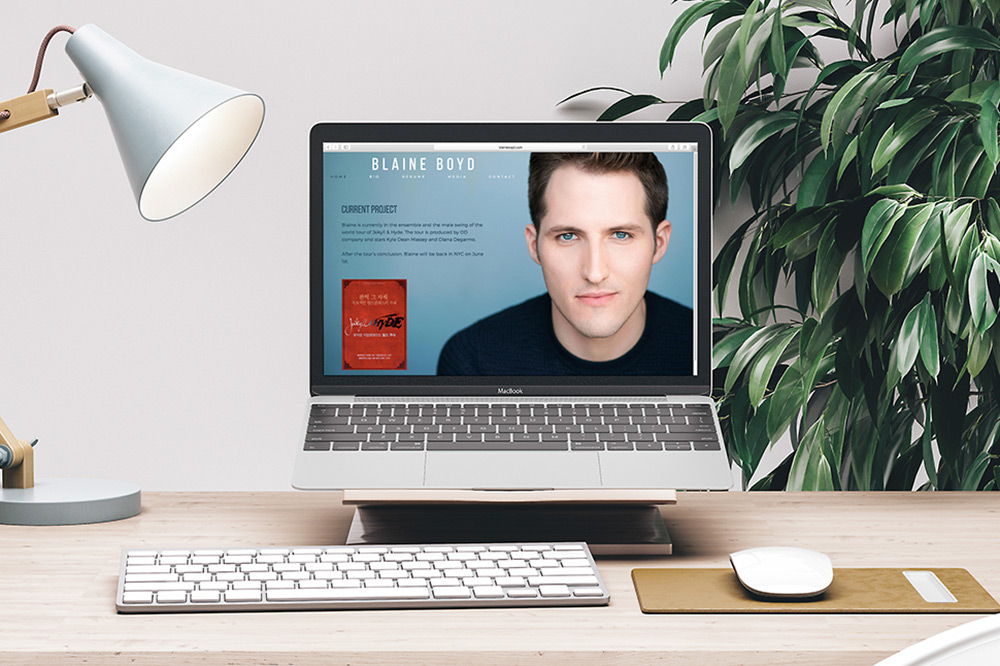 blaineboyd.com
BLAINE BOYD
HOME BIO RESUME MEDIA CONTACT
CURRENT PROJECT
Blaine is currently in the ensemble and the male swing of the
world tour of Jekyll & Hyde. The tour is produced by OD
company and stars Kyle Dean Massey and Diana Degarmo.
After the tour's conclusion, Blaine will be back in NYC on June
1st.
Jekyll & HYDE
MacBook